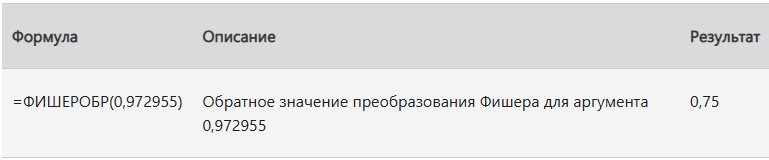 Формула Описание Результат
=ФИШЕРОБР(0,972955) Обратное значение преобразования Фишера для аргумента 0,75
0,972955